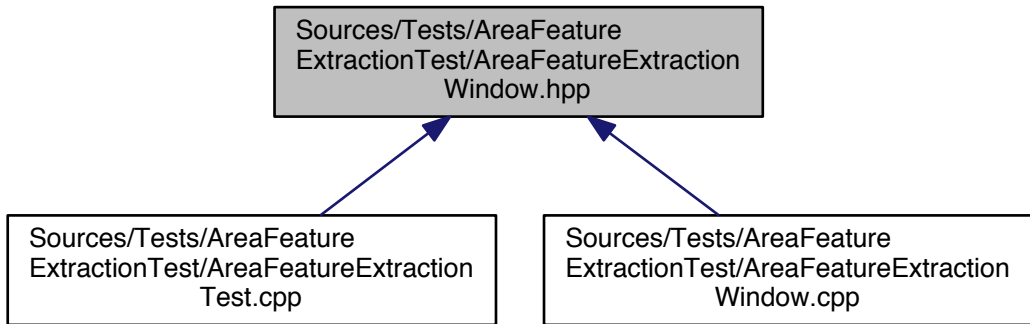 Sources/Tests/AreaFeature
ExtractionTest/AreaFeatureExtraction
Window.hpp
Sources/Tests/AreaFeature
ExtractionTest/AreaFeatureExtraction
Test.cpp
Sources/Tests/AreaFeature
ExtractionTest/AreaFeatureExtraction
Window.cpp